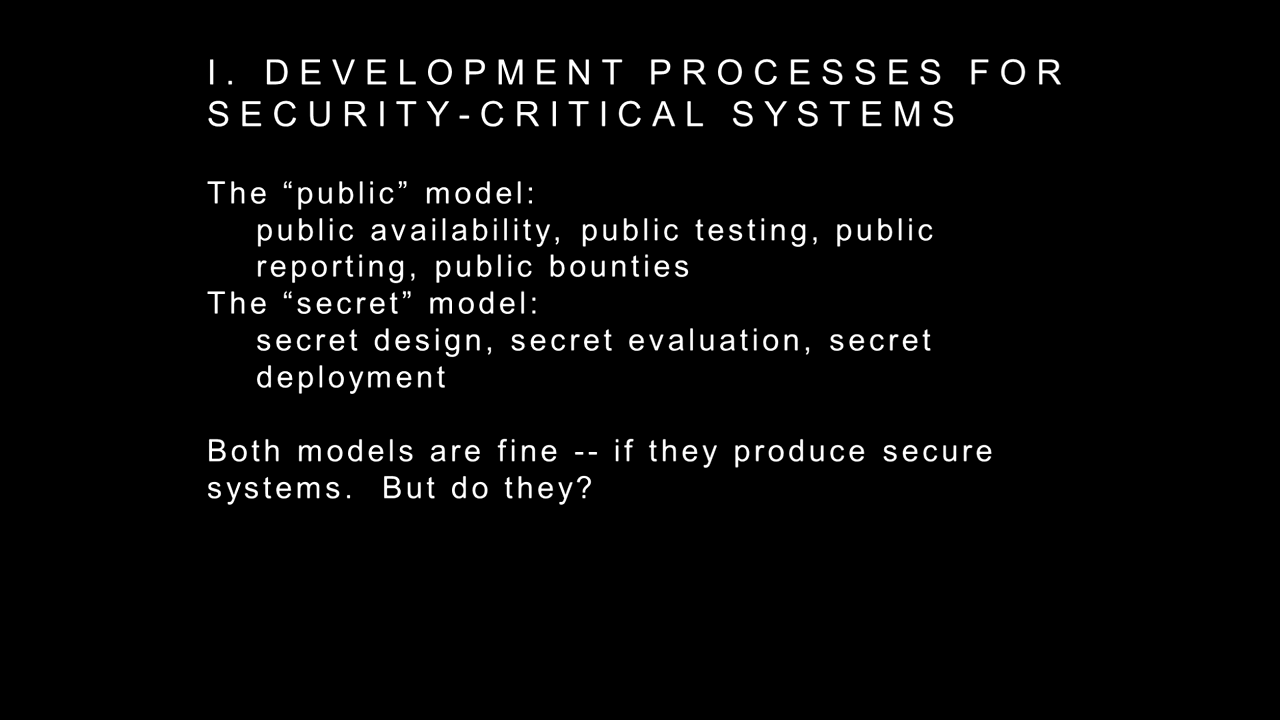 I. DEVELOPMENT PROCESSES FOR
SECURITY-CRITICAL SYSTEMS
The “public” model:
public availability, public testing, public
reporting, public bounties
The “secret” model:
secret design, secret evaluation, secret
deployment
Both models are fine -- if they produce secure
systems.  But do they?